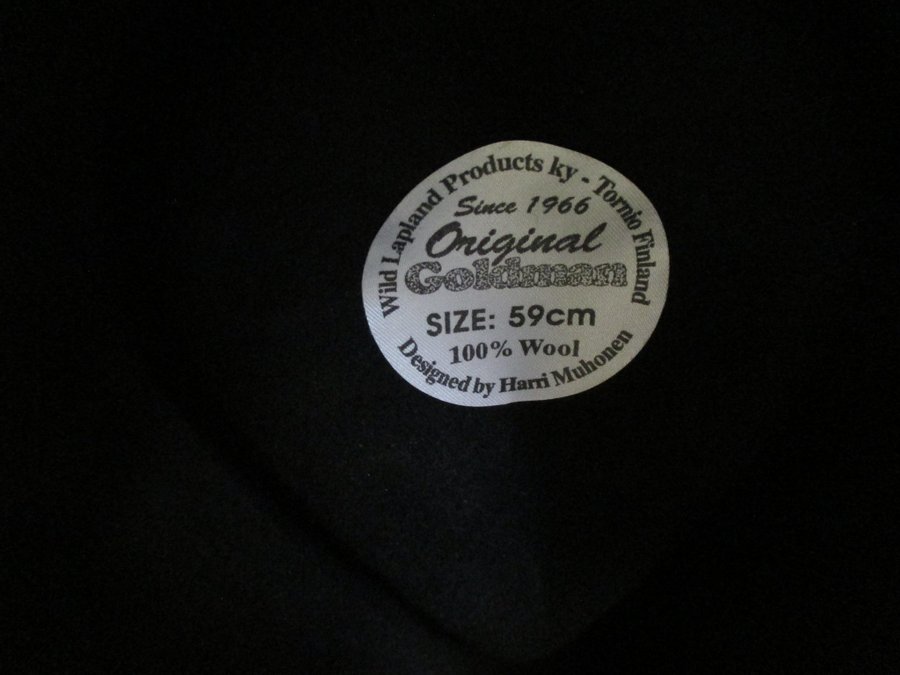 Wild Lapland Products ky - Tornio Finland
Since 1966
Original
Goldman
SIZE: 59cm
100% Wool
Designed by Harri Muhonen